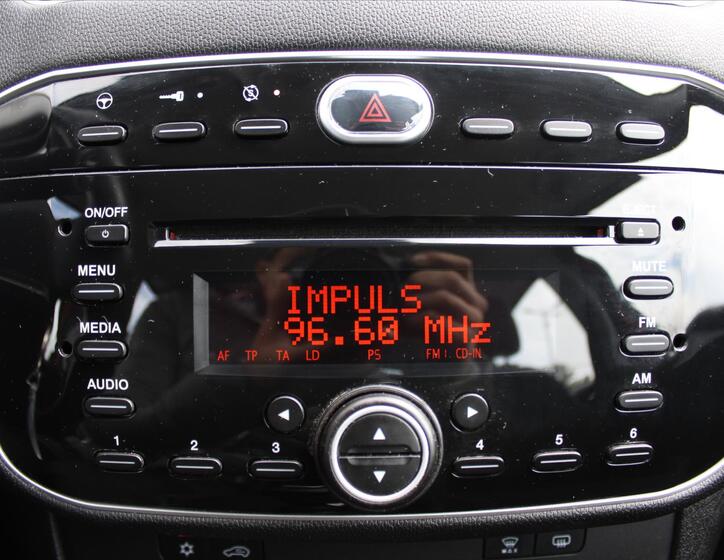 ON/OFF
EJECT
MENU
MUTE
IMPULS
96.60 MHz
MEDIA
FM
AF TP TA LD PS FM1 CD-IN
AUDIO
AM
1 2 3 4 5 6